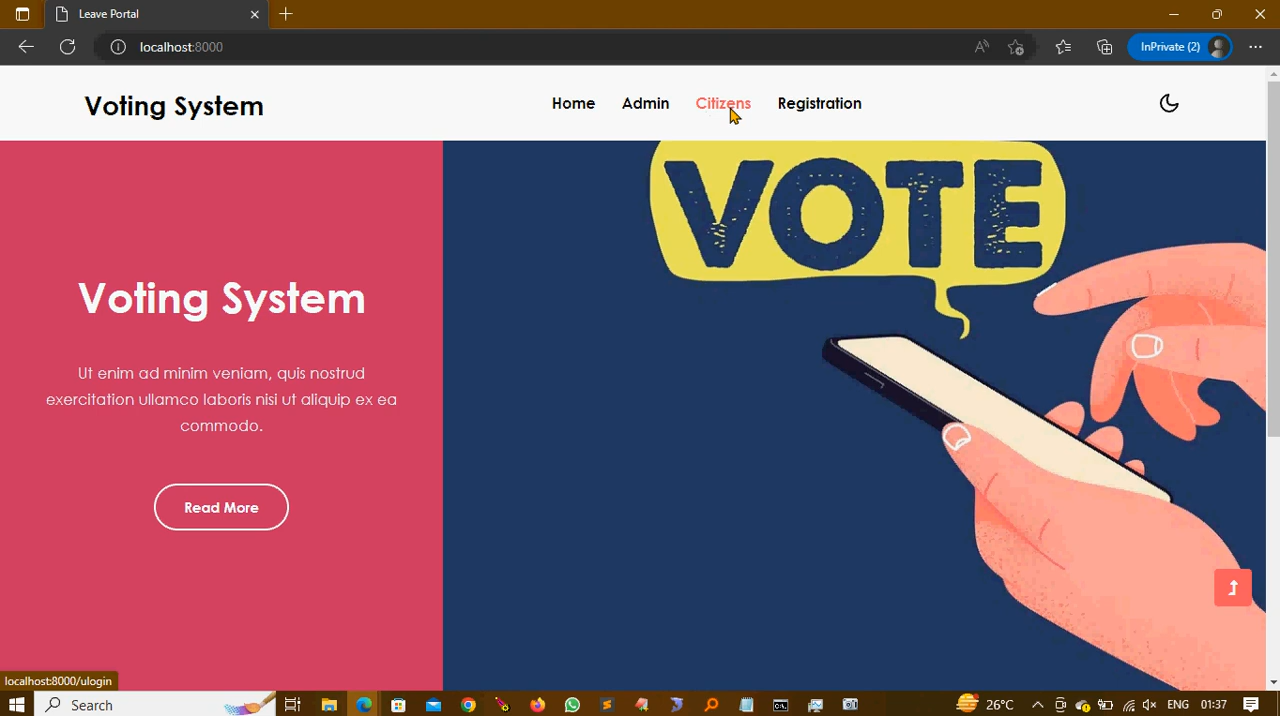 Leave Portal
localhost:8000
InPrivate (2)
Voting System
Home Admin Citizens Registration
VOTE
Voting System
Ut enim ad minim veniam, quis nostrud
exercitation ullamco laboris nisi ut aliquip ex ea
commodo.
Read More
localhost:8000/ulogin
Search
26°C
ENG
01:37